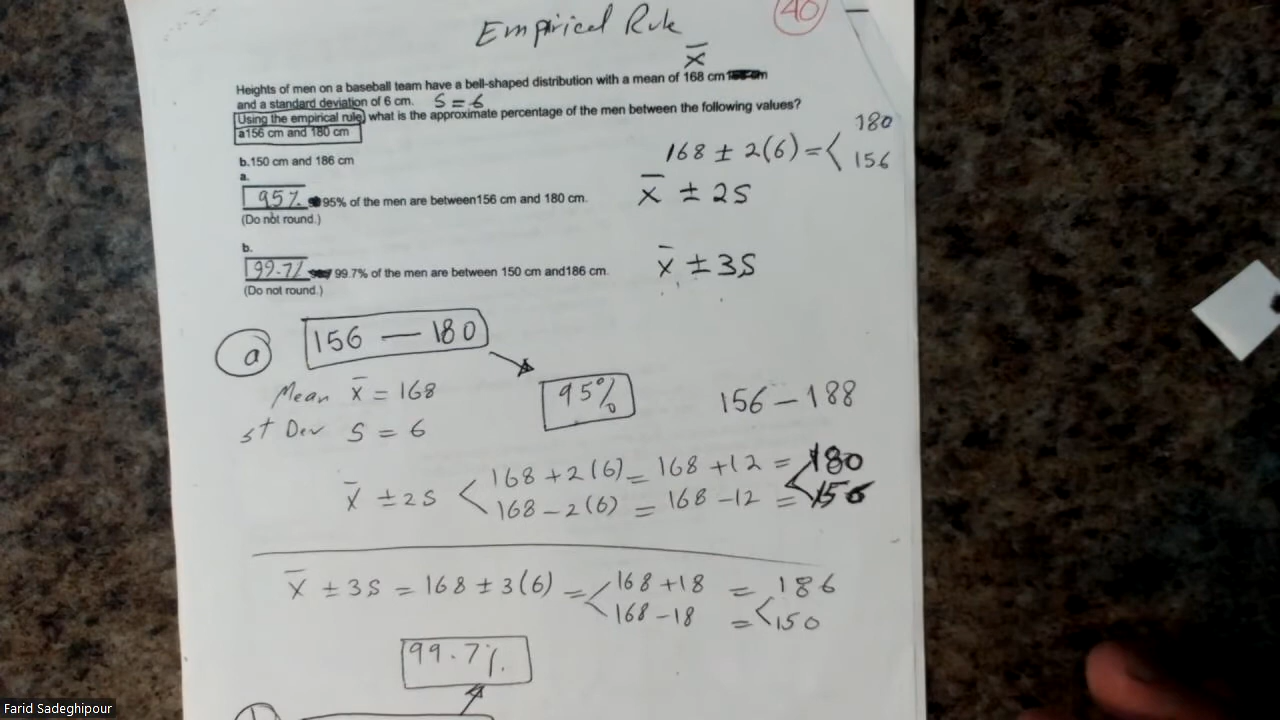 Empirical Rule
40
x̄
Heights of men on a baseball team have a bell-shaped distribution with a mean of 168 cm
and a standard deviation of 6 cm. S = 6
Using the empirical rule, what is the approximate percentage of the men between the following values?
a156 cm and 180 cm
168 ± 2(6) = < 180
156
b.150 cm and 186 cm
a.
95% 95% of the men are between156 cm and 180 cm.
x̄ ± 2S
(Do not round.)
b.
99.7% 99.7% of the men are between 150 cm and186 cm.
x̄ ± 3S
(Do not round.)
a 156 — 180
95%
Mean x̄ = 168
156 – 188
st Dev S = 6
x̄ ± 2S < 168 + 2(6) = 168 + 12 = 180
168 – 2(6) = 168 – 12 = < 156
x̄ ± 3S = 168 ± 3(6) = < 168 + 18 = 186
168 – 18 = < 150
99.7%
b
Farid Sadeghipour